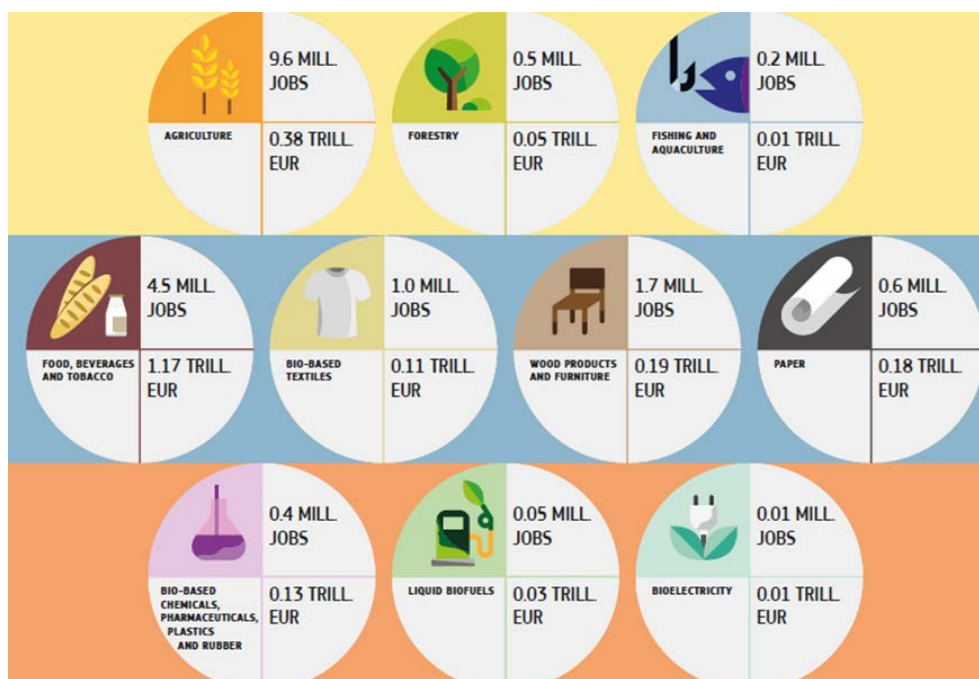 9.6 MILL.
JOBS
AGRICULTURE
0.38 TRILL.
EUR
0.5 MILL.
JOBS
FORESTRY
0.05 TRILL.
EUR
0.2 MILL.
JOBS
FISHING AND
AQUACULTURE
0.01 TRILL.
EUR
4.5 MILL.
JOBS
FOOD, BEVERAGES
AND TOBACCO
1.17 TRILL.
EUR
1.0 MILL.
JOBS
BIO-BASED
TEXTILES
0.11 TRILL.
EUR
1.7 MILL.
JOBS
WOOD PRODUCTS
AND FURNITURE
0.19 TRILL.
EUR
0.6 MILL.
JOBS
PAPER
0.18 TRILL.
EUR
0.4 MILL.
JOBS
BIO-BASED
CHEMICALS,
PHARMACEUTICALS,
PLASTICS
AND RUBBER
0.13 TRILL.
EUR
0.05 MILL.
JOBS
LIQUID BIOFUELS
0.03 TRILL.
EUR
0.01 MILL.
JOBS
BIOELECTRICITY
0.01 TRILL.
EUR